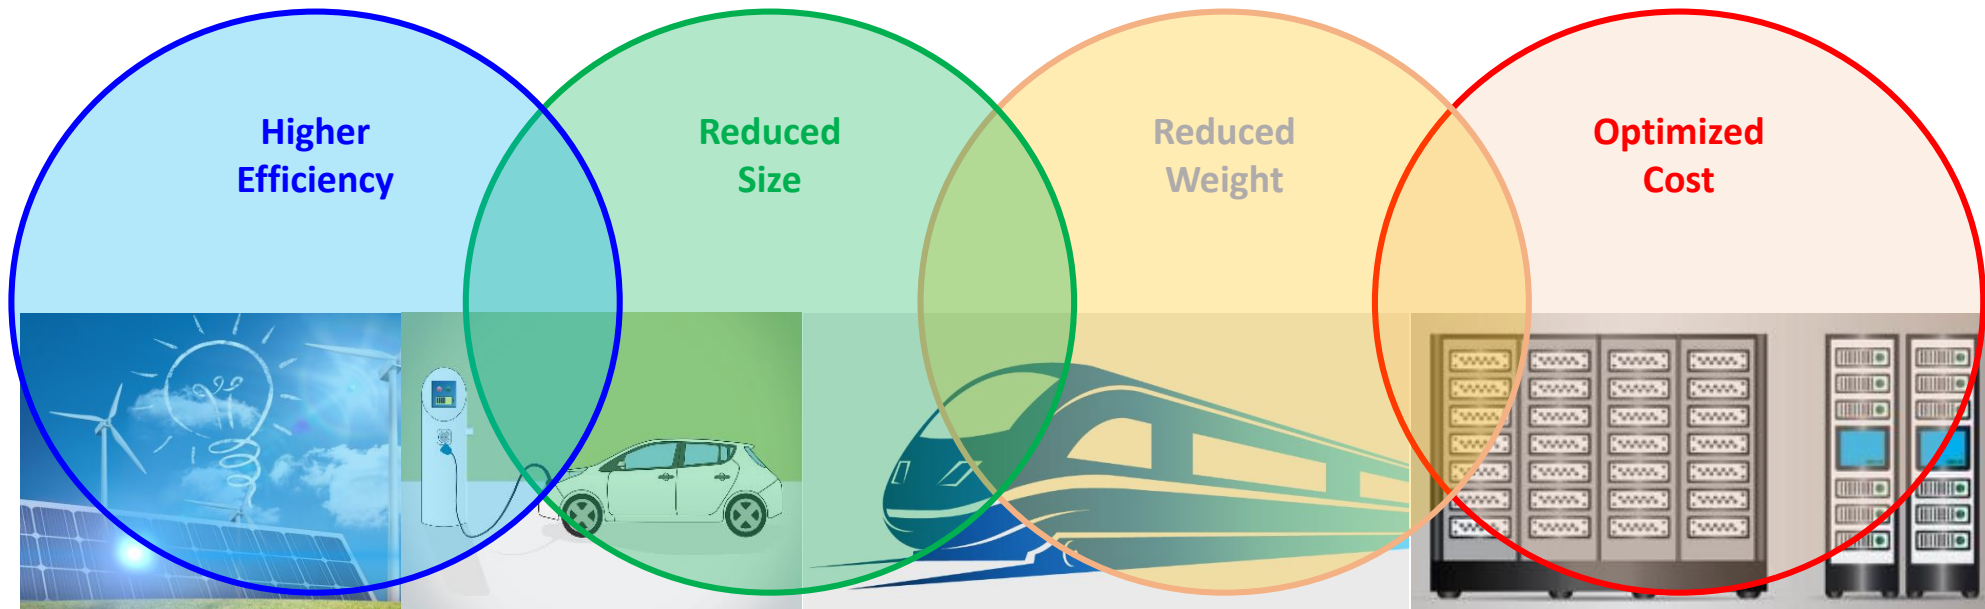 Higher
Efficiency
Reduced
Size
Reduced
Weight
Optimized
Cost